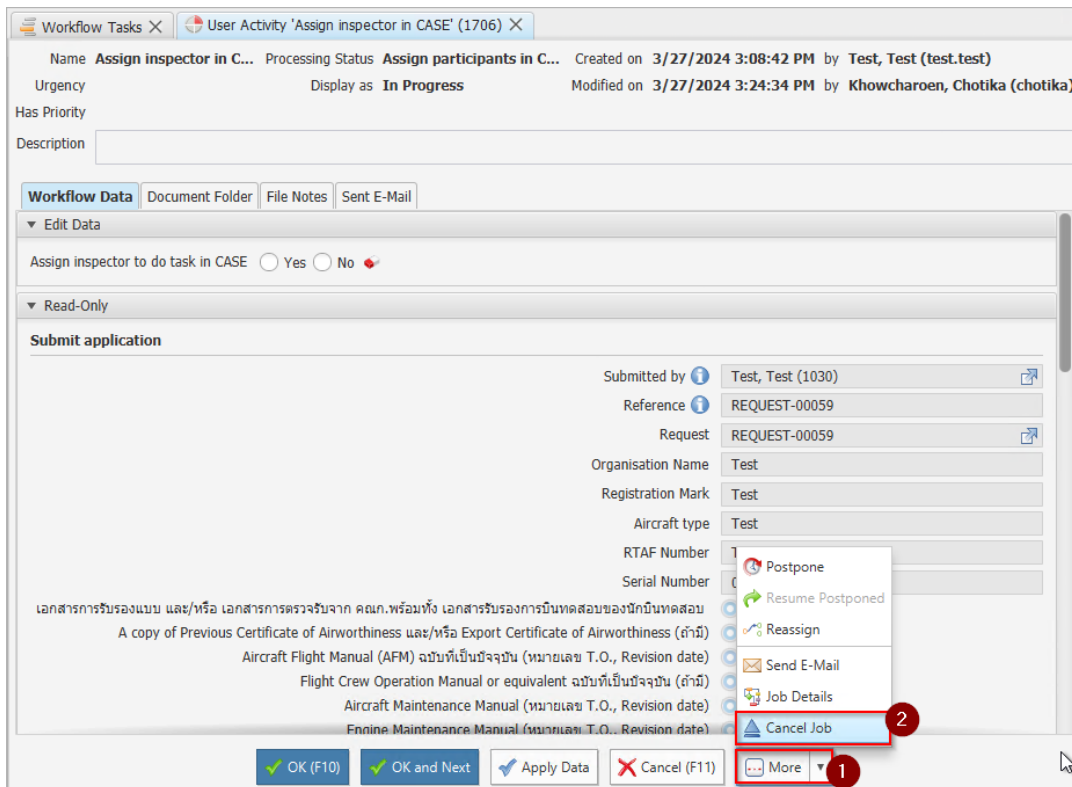 Workflow Tasks
User Activity 'Assign inspector in CASE' (1706)
Name Assign inspector in C... Processing Status Assign participants in C... Created on 3/27/2024 3:08:42 PM by Test, Test (test.test)
Urgency Display as In Progress Modified on 3/27/2024 3:24:34 PM by Khowcharoen, Chotika (chotika)
Has Priority
Description
Workflow Data Document Folder File Notes Sent E-Mail
Edit Data
Assign inspector to do task in CASE Yes No
Read-Only
Submit application
Submitted by Test, Test (1030)
Reference REQUEST-00059
Request REQUEST-00059
Organisation Name Test
Registration Mark Test
Aircraft type Test
RTAF Number
Serial Number
เอกสารการรับรองแบบ และ/หรือ เอกสารการตรวจรับจาก คณก.พร้อมทั้ง เอกสารรับรองการบินทดสอบของนักบินทดสอบ
A copy of Previous Certificate of Airworthiness และ/หรือ Export Certificate of Airworthiness (ถ้ามี)
Aircraft Flight Manual (AFM) ฉบับที่เป็นปัจจุบัน (หมายเลข T.O., Revision date)
Flight Crew Operation Manual or equivalent ฉบับที่เป็นปัจจุบัน (ถ้ามี)
Aircraft Maintenance Manual (หมายเลข T.O., Revision date)
Engine Maintenance Manual (หมายเลข T.O., Revision date)
Postpone
Resume Postponed
Reassign
Send E-Mail
Job Details
Cancel Job 2
OK (F10) OK and Next Apply Data Cancel (F11) More 1